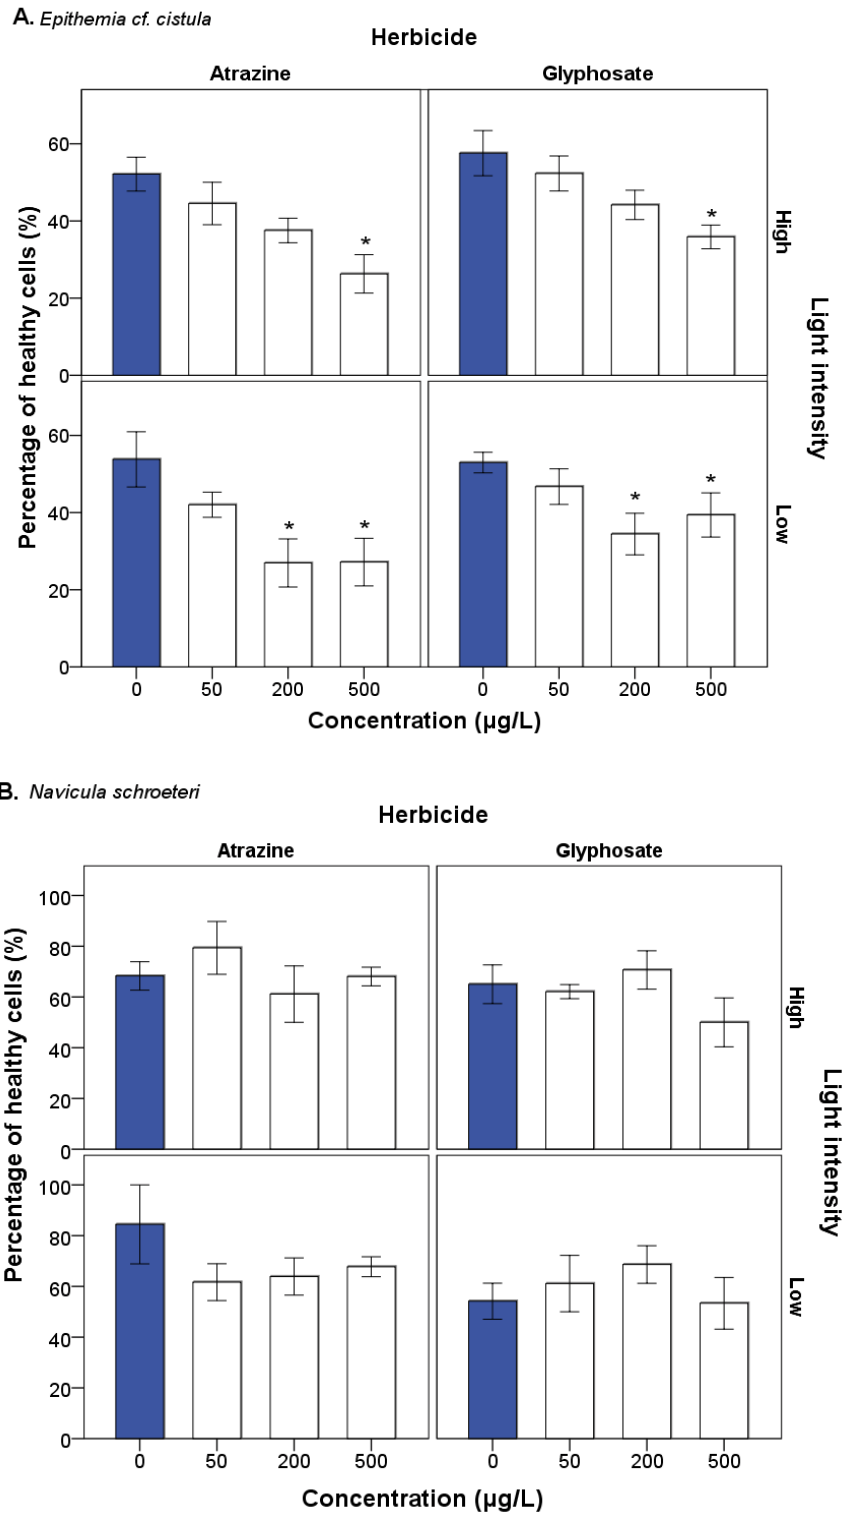 A. Epithemia cf. cistula
Herbicide
Atrazine Glyphosate
Percentage of healthy cells (%)
60
40
20
0
*
*
High
60
40
20
0
* *
* *
Low
Light intensity
0 50 200 500 0 50 200 500
Concentration (µg/L)
B. Navicula schroeteri
Herbicide
Atrazine Glyphosate
Percentage of healthy cells (%)
100
80
60
40
20
0
High
100
80
60
40
20
0
Low
Light intensity
0 50 200 500 0 50 200 500
Concentration (µg/L)